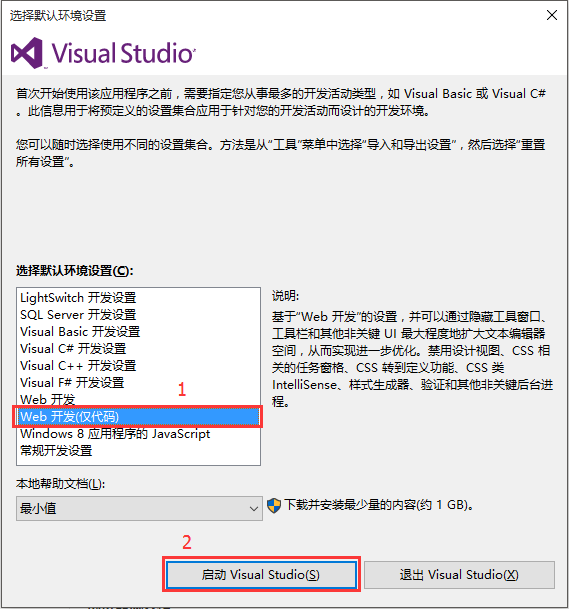 选择默认环境设置
Visual Studio
首次开始使用该应用程序之前，需要指定您从事最多的开发活动类型，如 Visual Basic 或 Visual C#
。此信息用于将预定义的设置集合应用于针对您的开发活动而设计的开发环境。
您可以随时选择使用不同的设置集合。方法是从“工具”菜单中选择“导入和导出设置”，然后选择“重置
所有设置”。
选择默认环境设置(C):
LightSwitch 开发设置
SQL Server 开发设置
Visual Basic 开发设置
Visual C# 开发设置
Visual C++ 开发设置
Visual F# 开发设置
Web 开发
1
Web 开发(仅代码)
Windows 8 应用程序的 JavaScript
常规开发设置
说明:
基于“Web 开发”的设置，并可以通过隐藏工具窗口、
工具栏和其他非关键 UI 最大程度地扩大文本编辑器
空间，从而实现进一步优化。禁用设计视图、CSS 相
关的任务窗格、CSS 转到定义功能、CSS 类
IntelliSense、样式生成器、验证和其他非关键后台进
程。
本地帮助文档(L):
最小值
下载并安装最少量的内容(约 1 GB)。
2
启动 Visual Studio(S)
退出 Visual Studio(X)